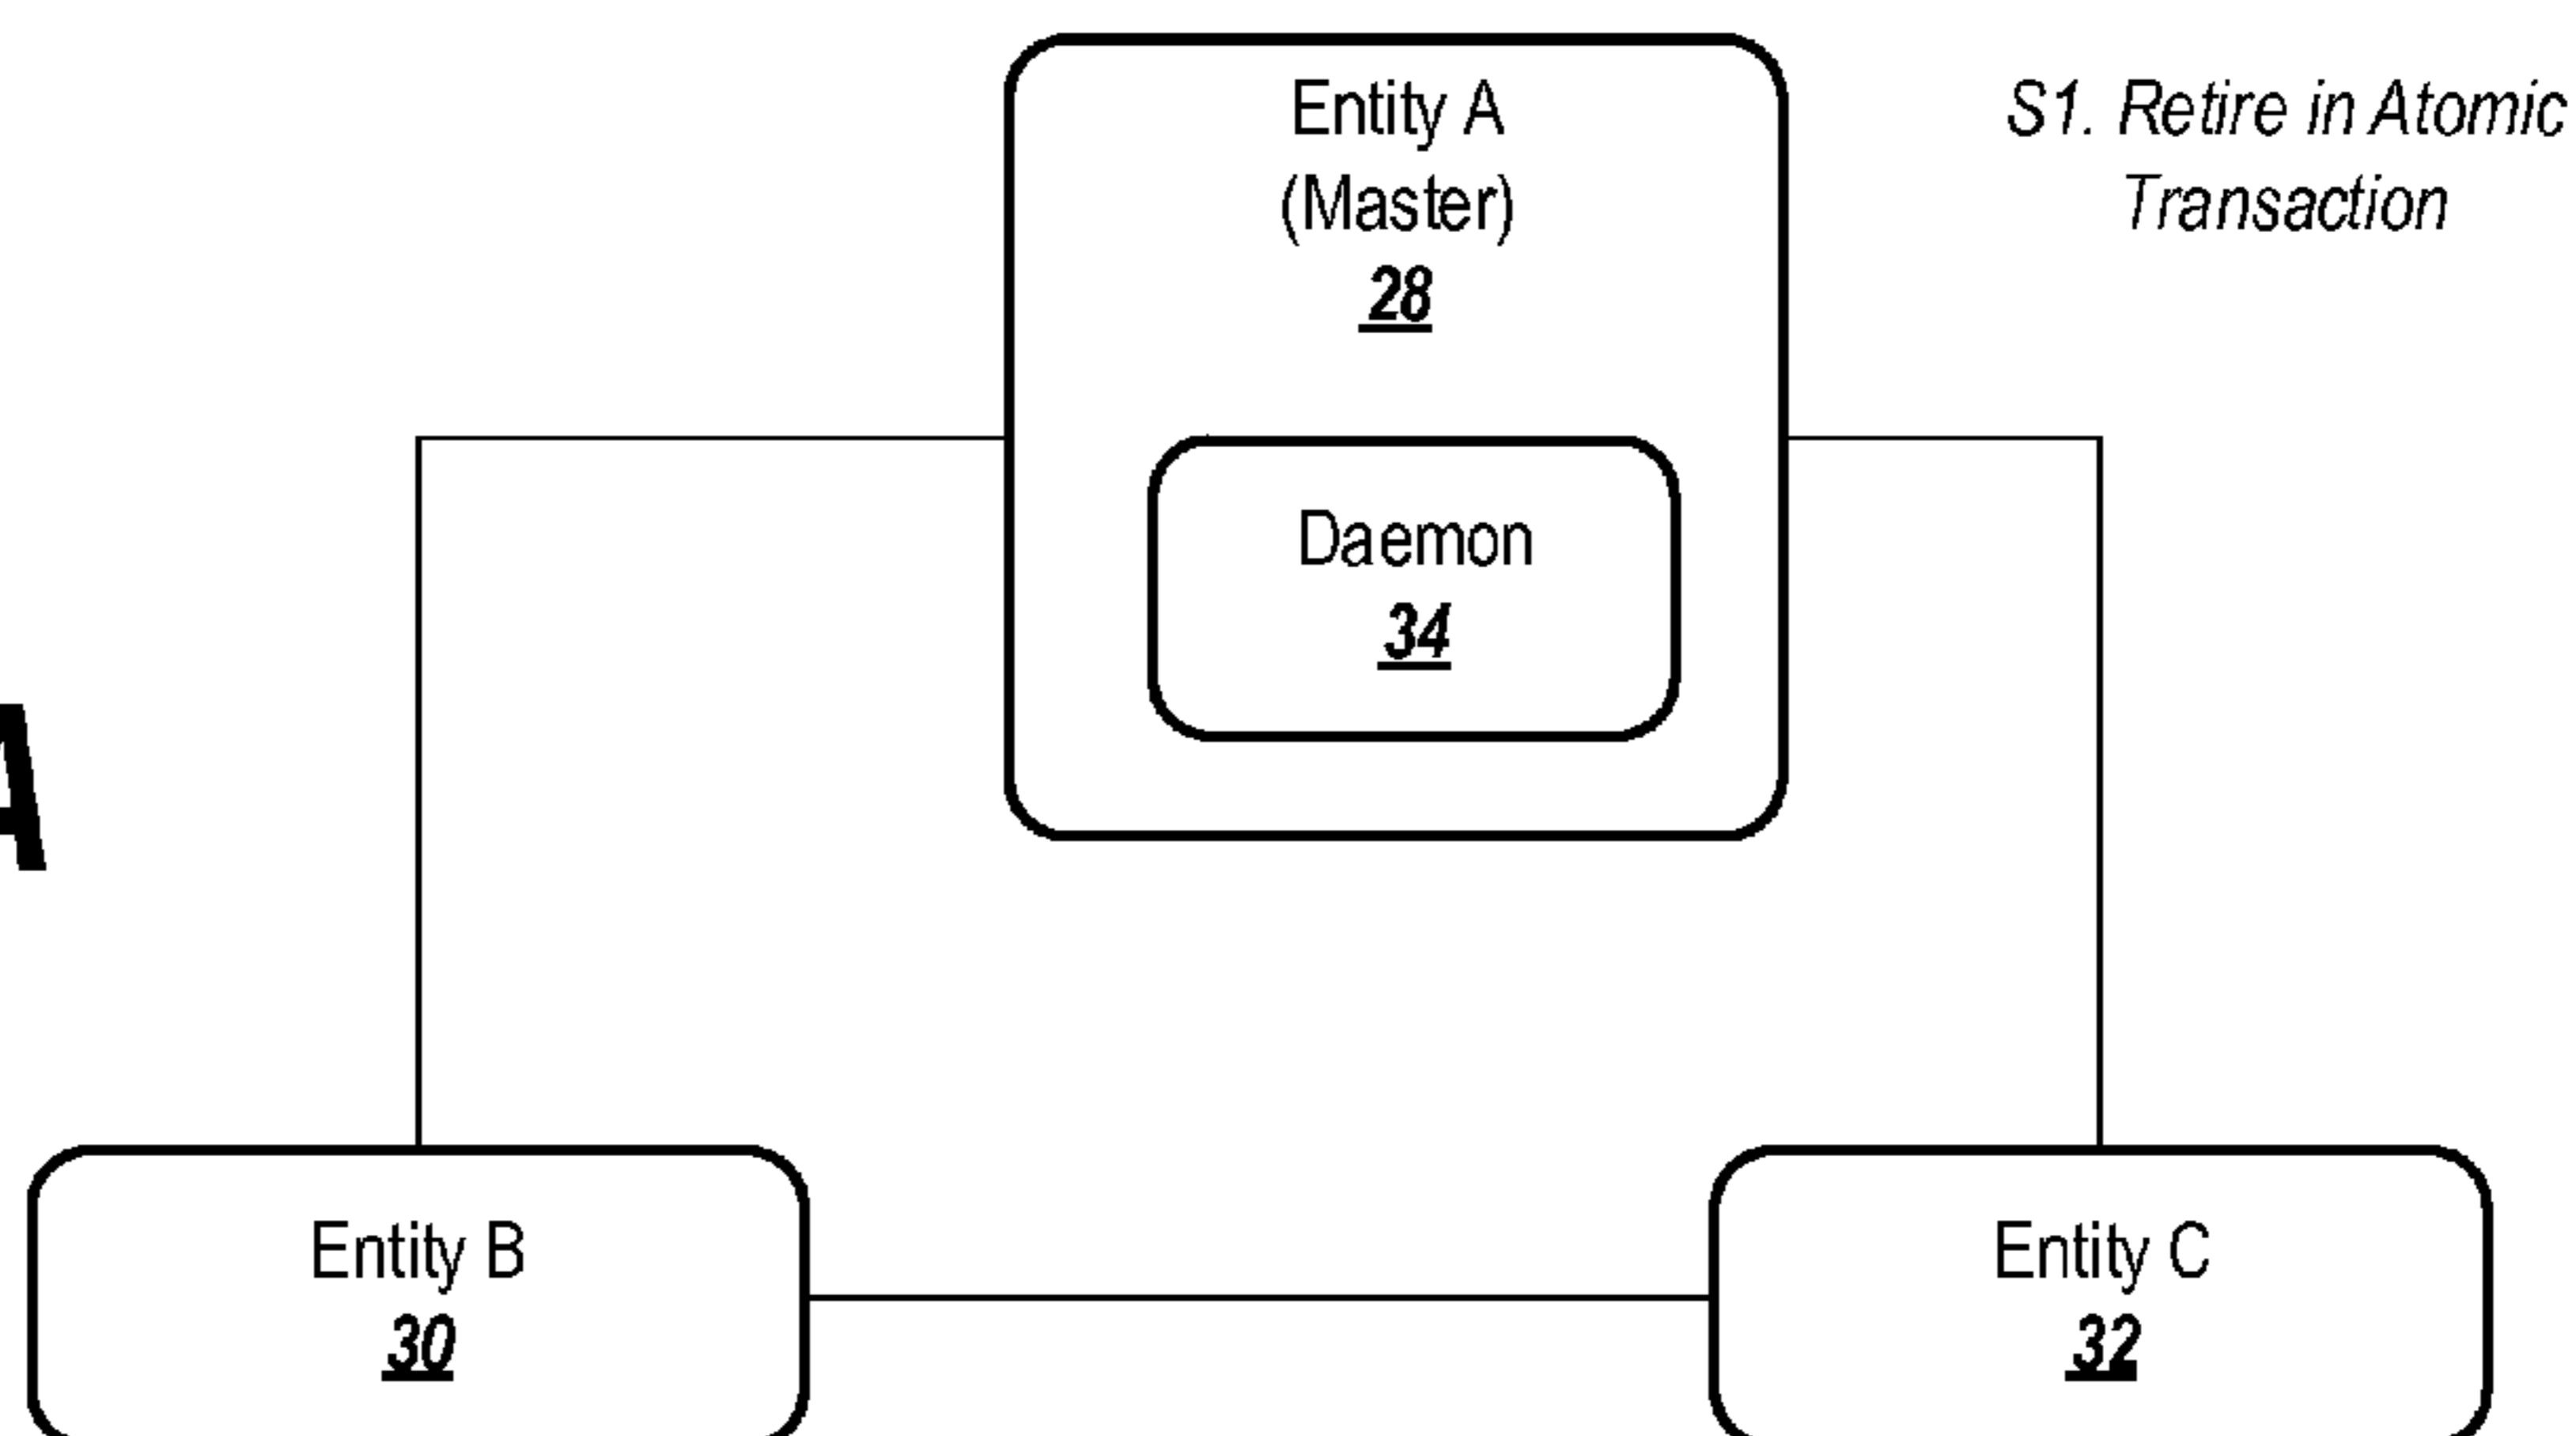 Entity A
(Master)
28
S1. Retire in Atomic
Transaction
Daemon
34
A
Entity B
30
Entity C
32